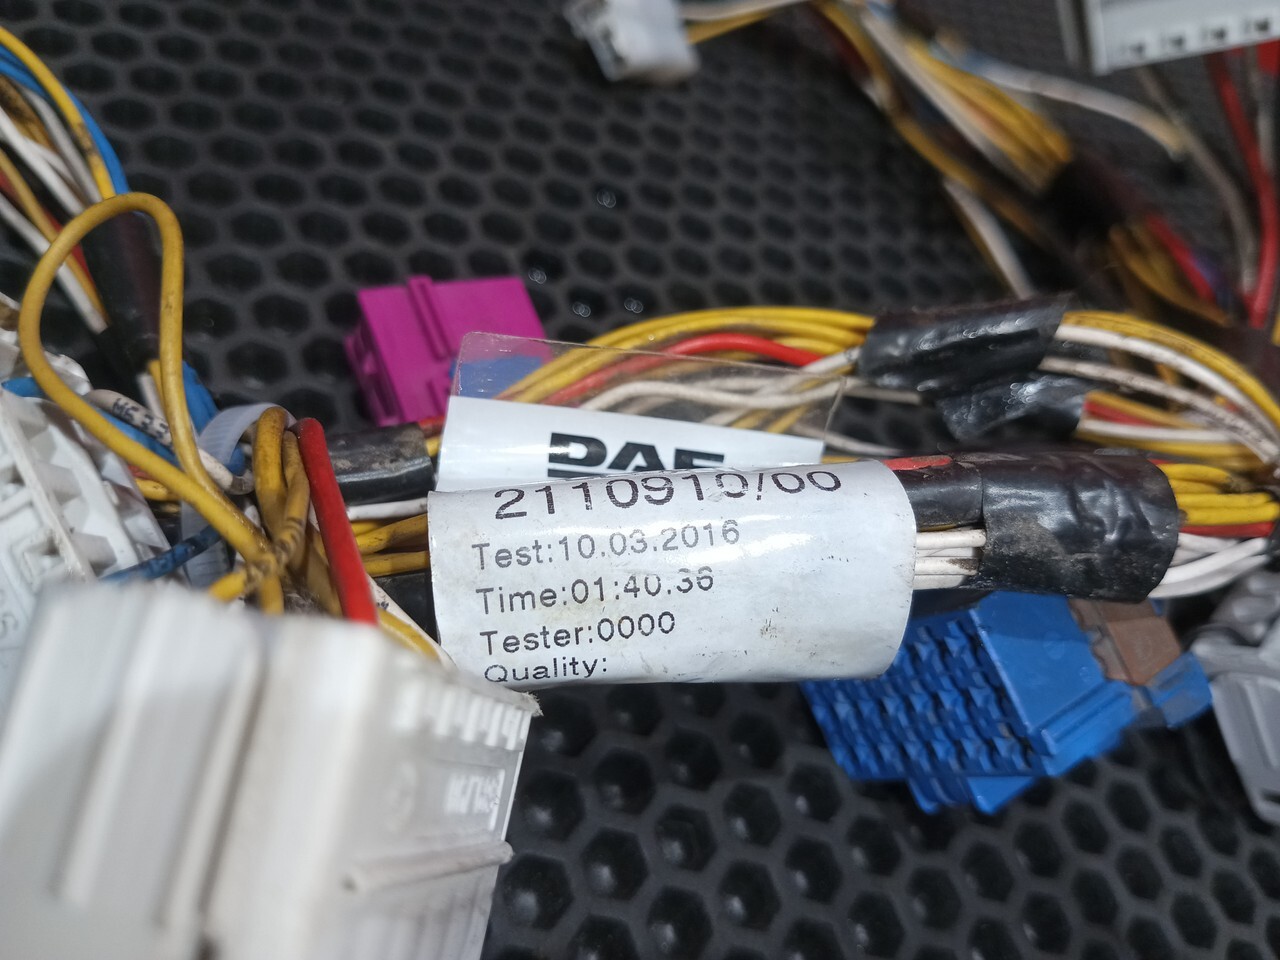 DAF
2110910/00
Test:10.03.2016
Time:01:40.36
Tester:0000
Quality: